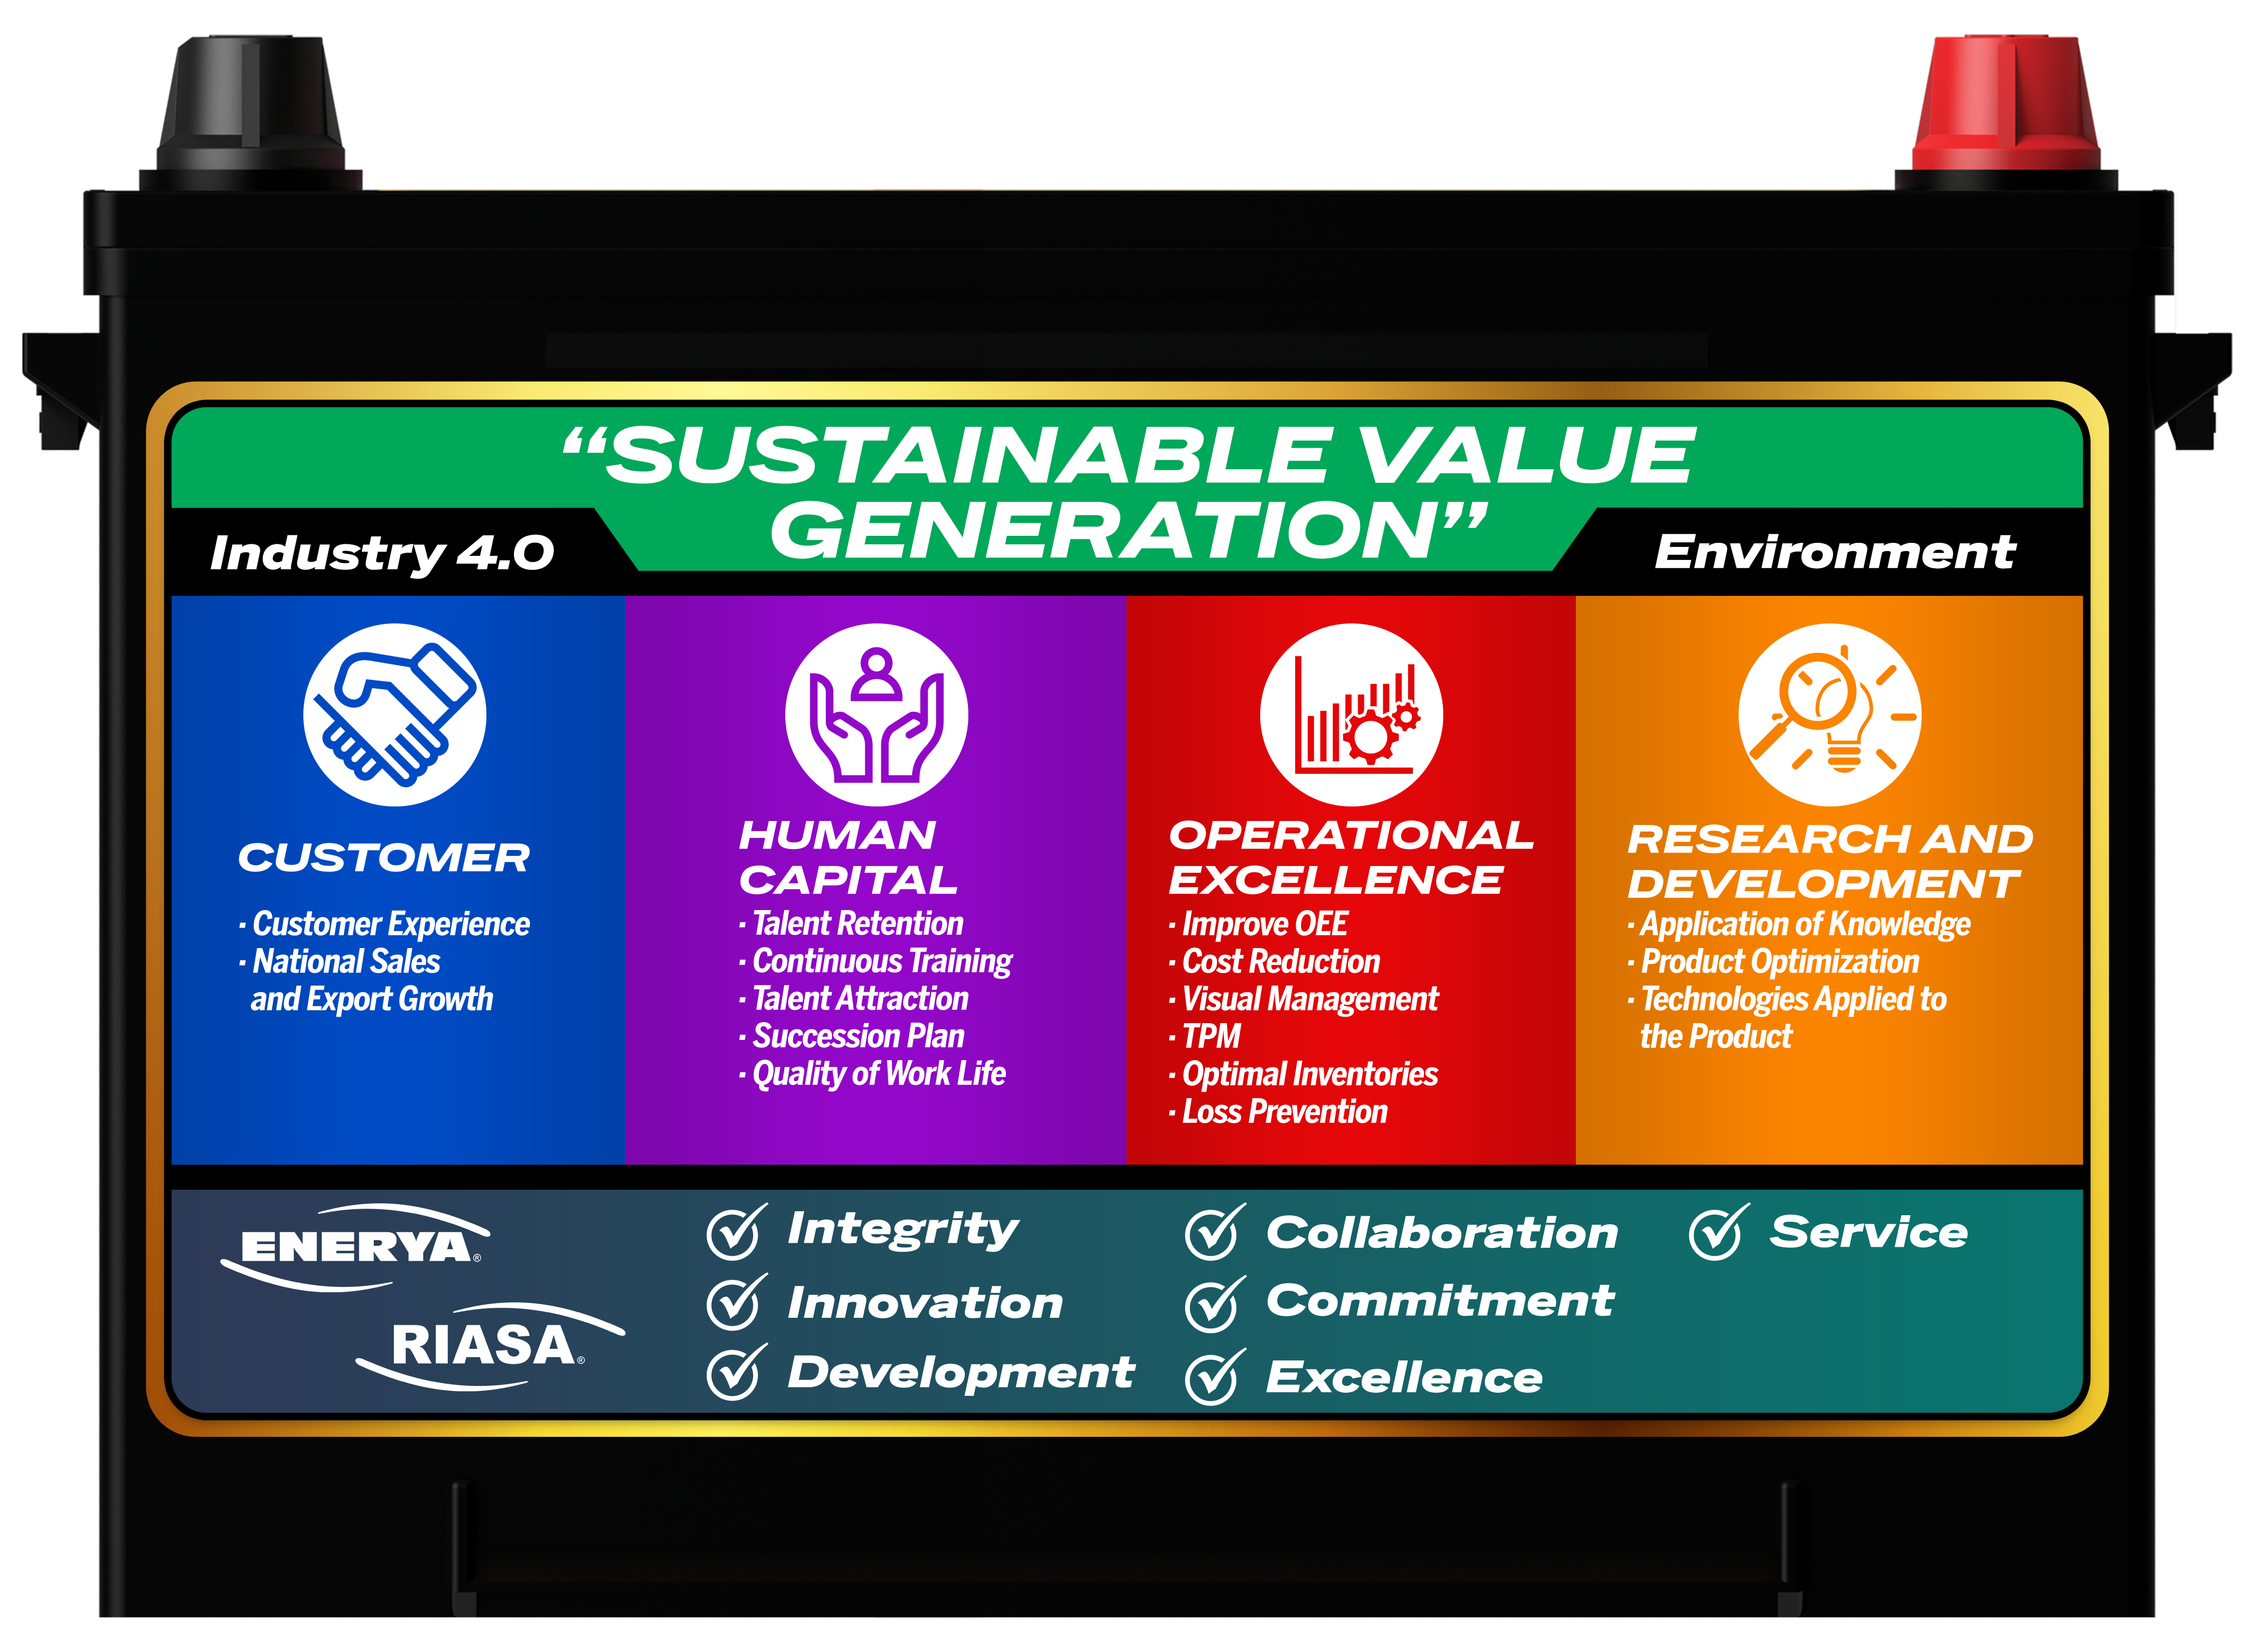 “SUSTAINABLE VALUE
GENERATION”
Industry 4.0
Environment
CUSTOMER
· Customer Experience
· National Sales
and Export Growth
HUMAN
CAPITAL
· Talent Retention
· Continuous Training
· Talent Attraction
· Succession Plan
· Quality of Work Life
OPERATIONAL
EXCELLENCE
· Improve OEE
· Cost Reduction
· Visual Management
· TPM
· Optimal Inventories
· Loss Prevention
RESEARCH AND
DEVELOPMENT
· Application of Knowledge
· Product Optimization
· Technologies Applied to
the Product
ENERYA®
RIASA®
Integrity
Innovation
Development
Collaboration
Commitment
Excellence
Service